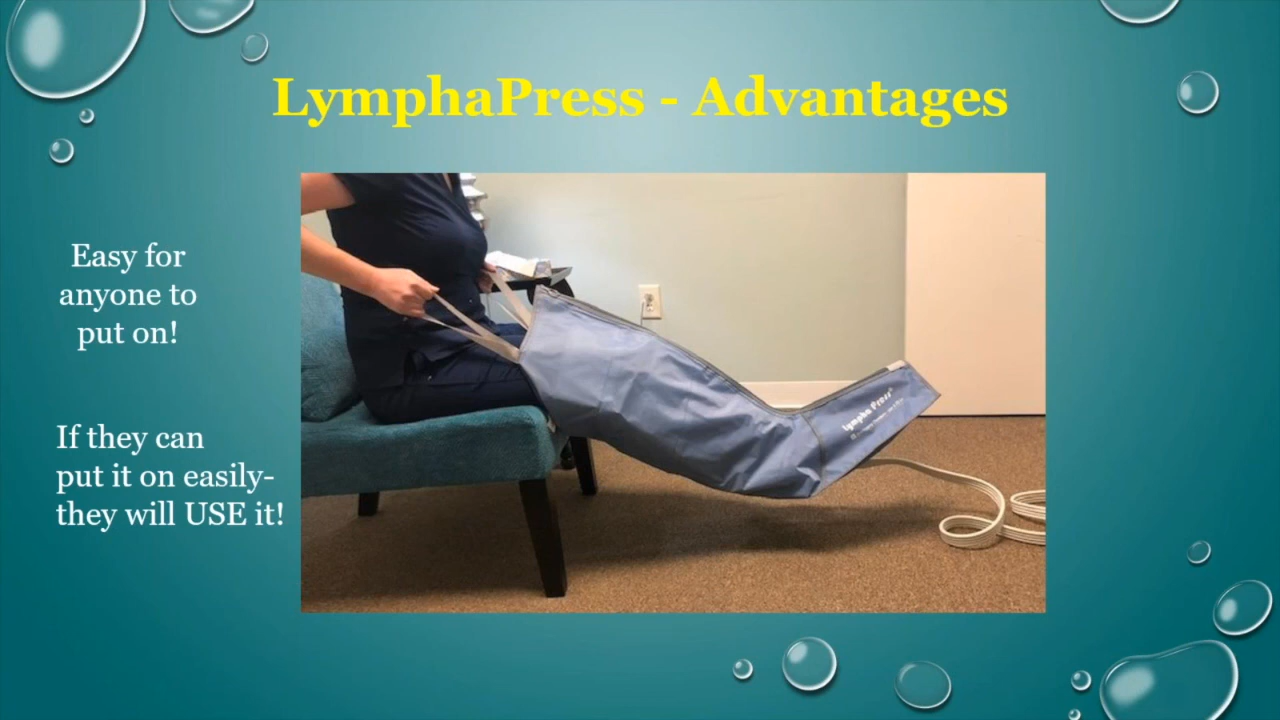 LymphaPress - Advantages
Easy for
anyone to
put on!
If they can
put it on easily-
they will USE it!
Lympha Press®